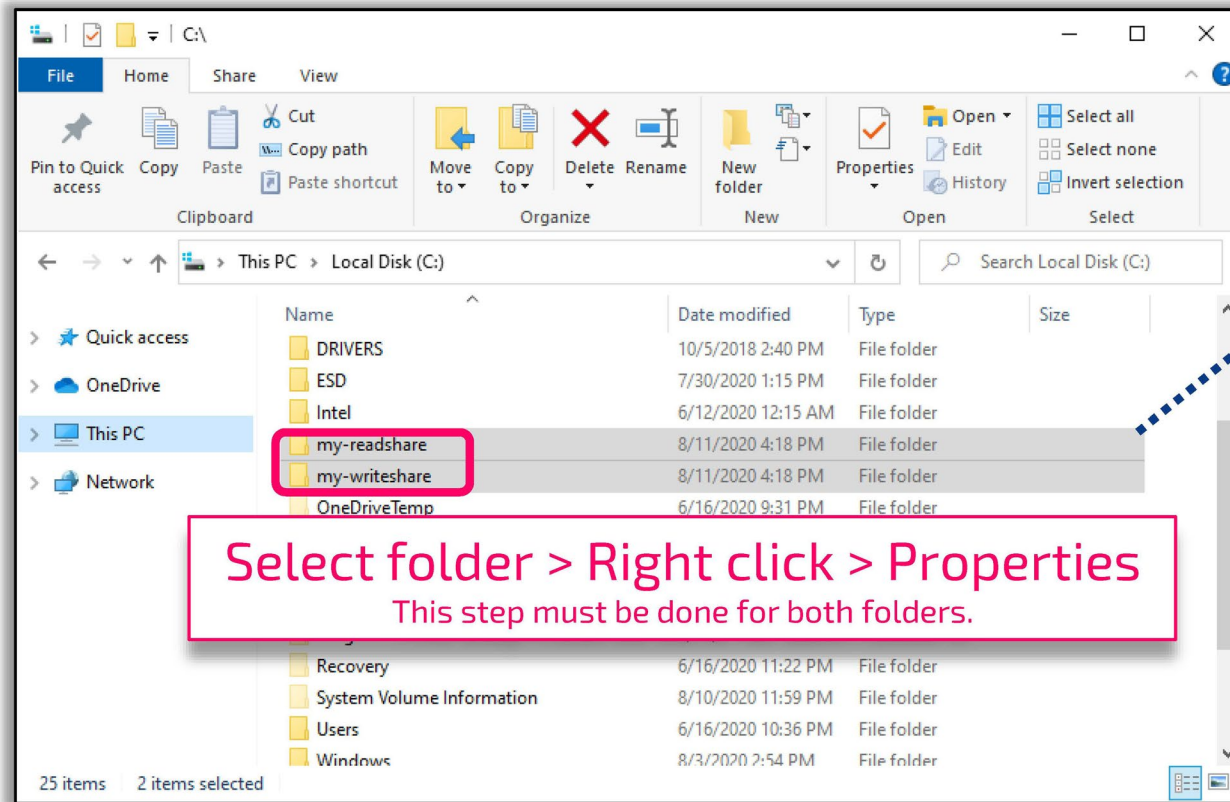 C:\
File Home Share View
Pin to Quick access
Copy
Paste
Cut
Copy path
Paste shortcut
Clipboard
Move to
Copy to
Delete
Rename
Organize
New folder
New
Properties
Open
Edit
History
Open
Select all
Select none
Invert selection
Select
This PC > Local Disk (C:)
Search Local Disk (C:)
Quick access
OneDrive
This PC
Network
Name Date modified Type Size
DRIVERS 10/5/2018 2:40 PM File folder
ESD 7/30/2020 1:15 PM File folder
Intel 6/12/2020 12:15 AM File folder
my-readshare 8/11/2020 4:18 PM File folder
my-writeshare 8/11/2020 4:18 PM File folder
OneDriveTemp 6/16/2020 9:31 PM File folder
Select folder > Right click > Properties
This step must be done for both folders.
Recovery 6/16/2020 11:22 PM File folder
System Volume Information 8/10/2020 11:59 PM File folder
Users 6/16/2020 10:36 PM File folder
Windows 8/3/2020 2:54 PM File folder
25 items 2 items selected